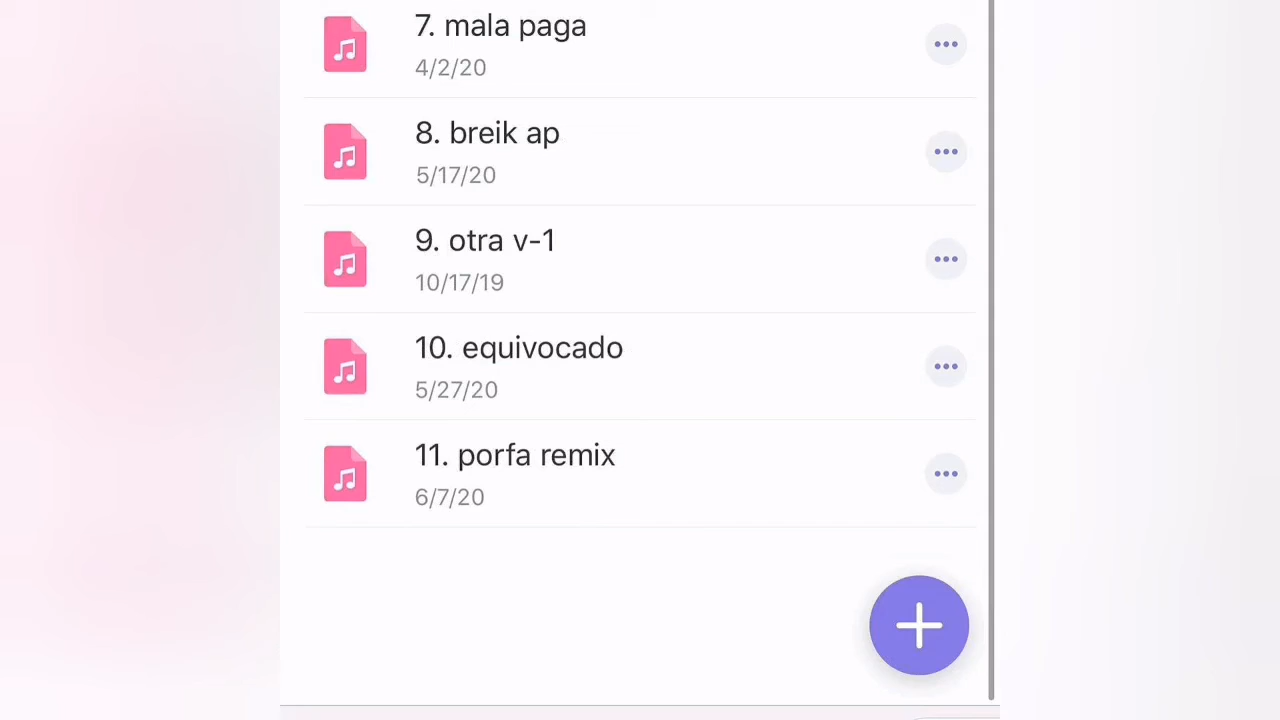 7. mala paga
4/2/20
8. breik ap
5/17/20
9. otra v-1
10/17/19
10. equivocado
5/27/20
11. porfa remix
6/7/20